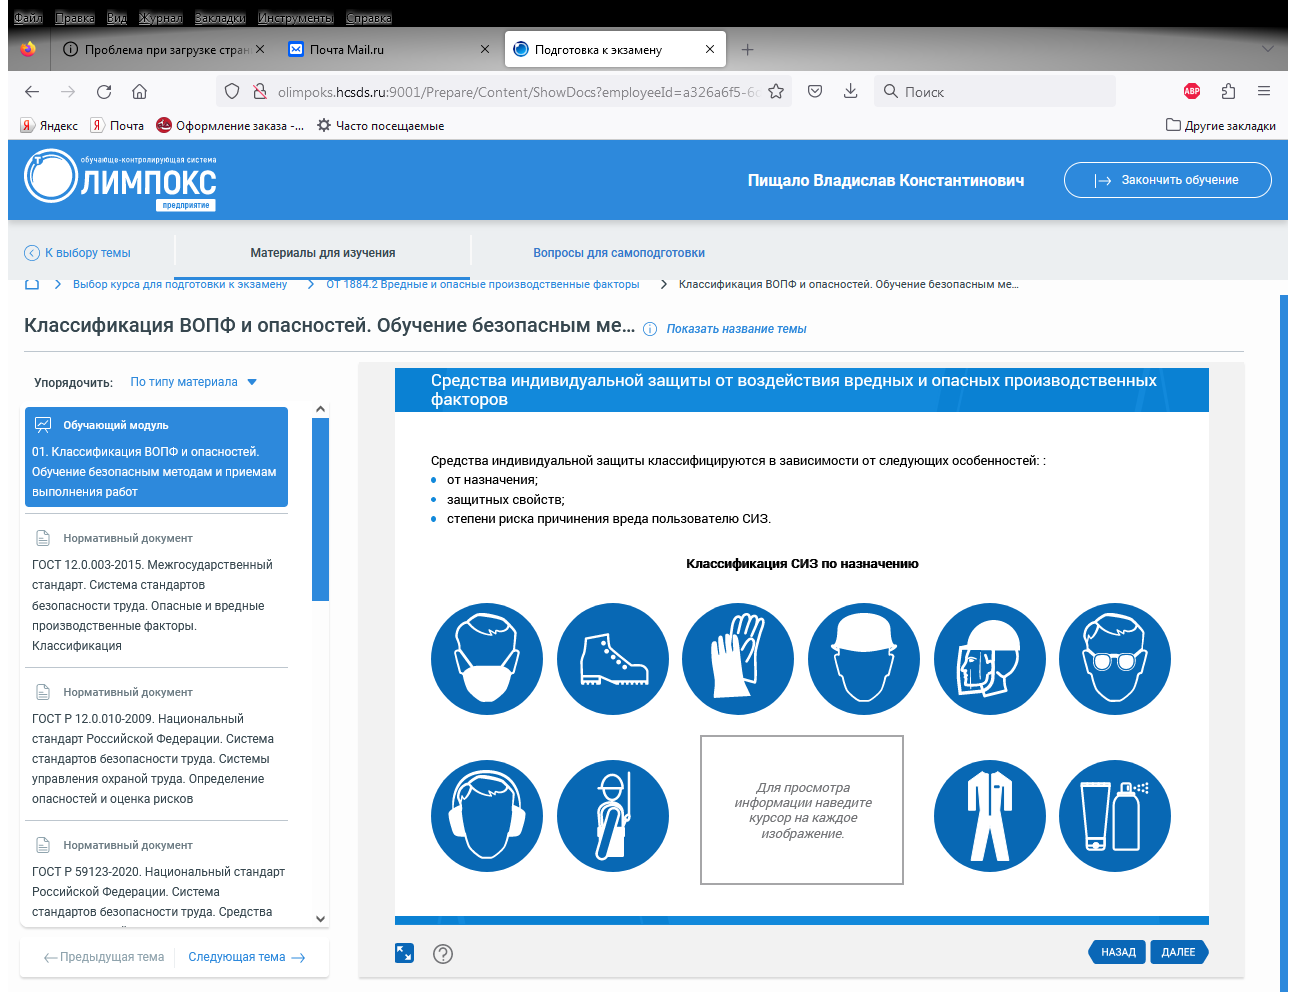 Файл Правка Вид Журнал Закладки Инструменты Справка
Проблема при загрузке стран
Почта Mail.ru
Подготовка к экзамену
olimpoks.hcsds.ru:9001/Prepare/Content/ShowDocs?employeeId=a326a6f5-6c
ABP
Поиск
Яндекс
Почта
Оформление заказа -...
Часто посещаемые
Другие закладки
обучающе-контролирующая система
ОЛИМПОКС
предприятие
Пищало Владислав Константинович
Закончить обучение
К выбору темы
Материалы для изучения
Вопросы для самоподготовки
Выбор курса для подготовки к экзамену
ОТ 1884.2 Вредные и опасные производственные факторы
Классификация ВОПФ и опасностей. Обучение безопасным ме...
Классификация ВОПФ и опасностей. Обучение безопасным ме...
Показать название темы
Упорядочить: По типу материала
Обучающий модуль
01. Классификация ВОПФ и опасностей.
Обучение безопасным методам и приемам
выполнения работ
Нормативный документ
ГОСТ 12.0.003-2015. Межгосударственный
стандарт. Система стандартов
безопасности труда. Опасные и вредные
производственные факторы.
Классификация
Нормативный документ
ГОСТ Р 12.0.010-2009. Национальный
стандарт Российской Федерации. Система
стандартов безопасности труда. Системы
управления охраной труда. Определение
опасностей и оценка рисков
Нормативный документ
ГОСТ Р 59123-2020. Национальный стандарт
Российской Федерации. Система
стандартов безопасности труда. Средства
Предыдущая тема
Следующая тема
Средства индивидуальной защиты от воздействия вредных и опасных производственных
факторов
Средства индивидуальной защиты классифицируются в зависимости от следующих особенностей: :
от назначения;
защитных свойств;
степени риска причинения вреда пользователю СИЗ.
Классификация СИЗ по назначению
Для просмотра
информации наведите
курсор на каждое
изображение.
НАЗАД
ДАЛЕЕ